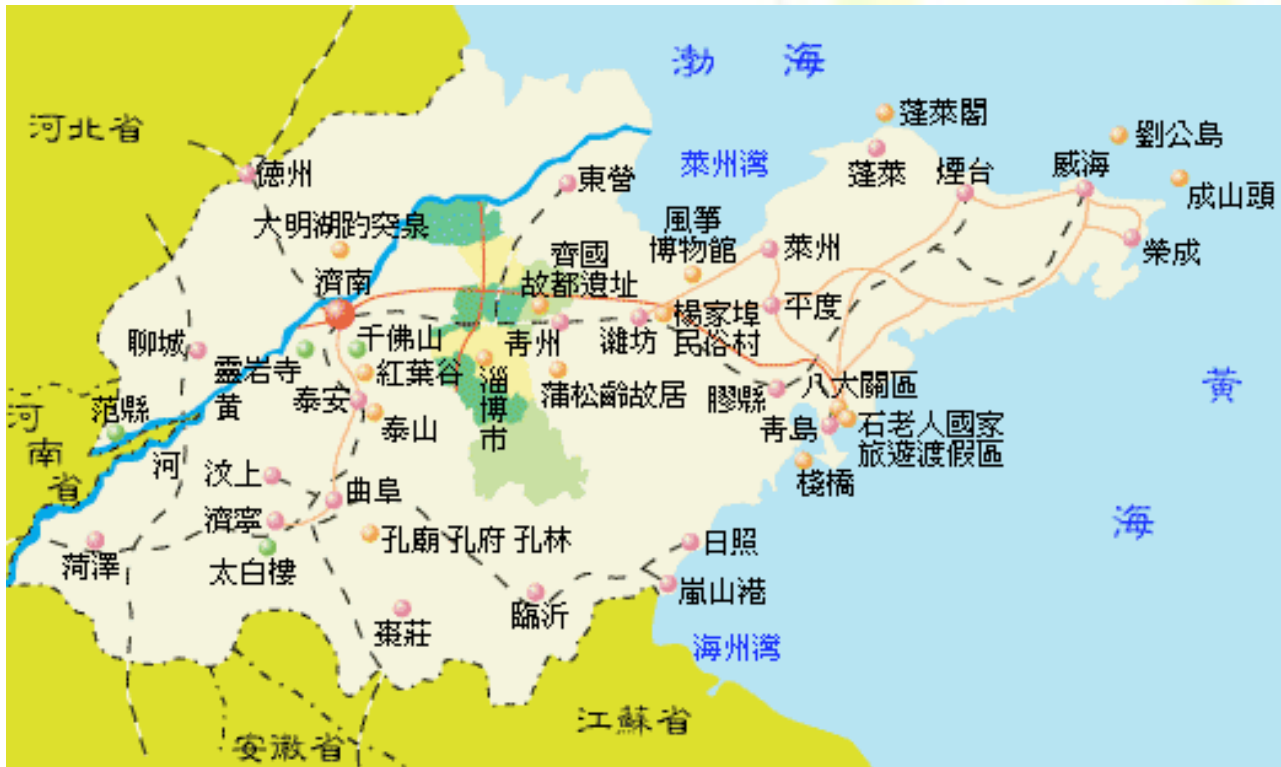 渤海
蓬萊閣
劉公島
河北省
萊州灣
蓬萊
煙台
威海
德州
東營
成山頭
大明湖趵突泉
風箏
博物館
萊州
榮成
齊國
故都遺址
濟南
楊家埠
民俗村
平度
聊城
靈岩寺
千佛山
青州
濰坊
紅葉谷
淄博市
蒲松齡故居
膠縣
八大關區
黃海
河南省
范縣
黄河
泰安
泰山
青島
石老人國家
旅遊渡假區
棧橋
汶上
曲阜
濟寧
孔廟 孔府 孔林
日照
菏澤
太白樓
嵐山港
臨沂
棗莊
海州灣
江蘇省
安徽省